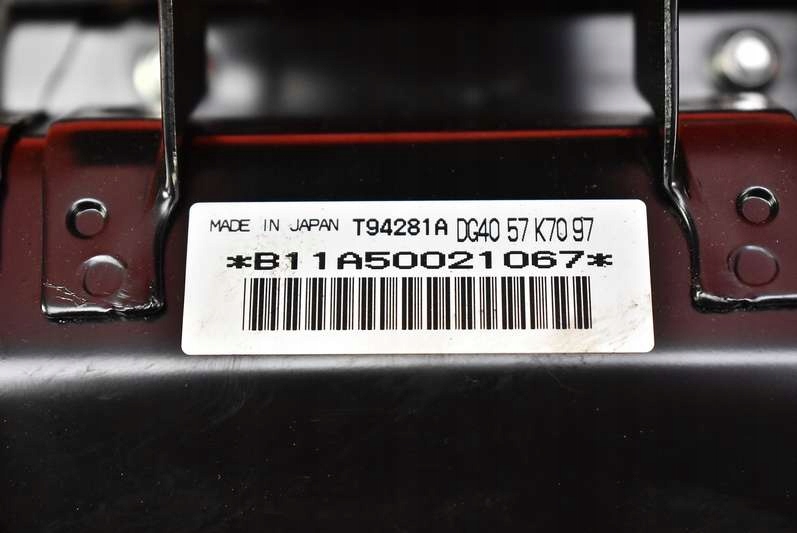 MADE IN JAPAN T94281A DG40 57 K70 97
*B11A50021067*